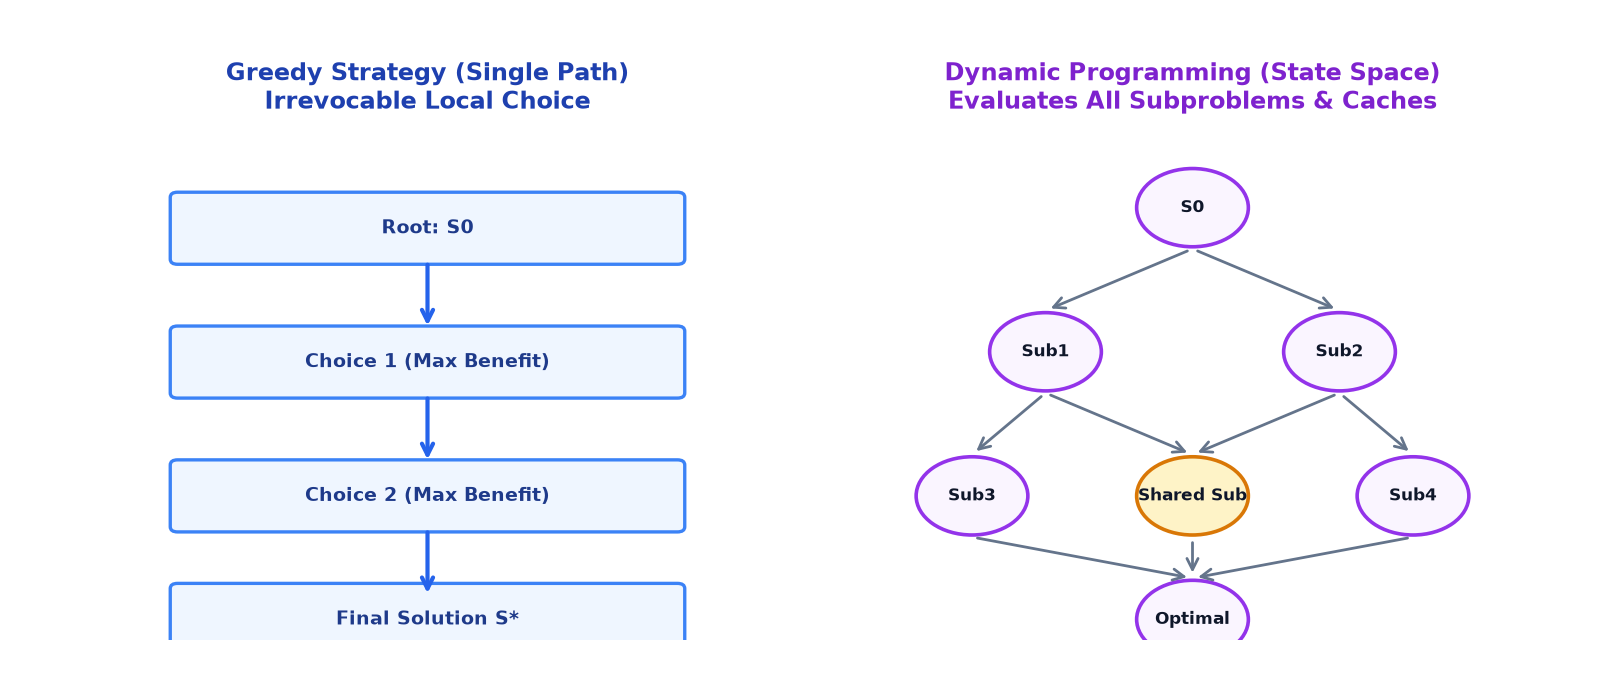 Greedy Strategy (Single Path)
Irrevocable Local Choice
Root: S0
Choice 1 (Max Benefit)
Choice 2 (Max Benefit)
Final Solution S*
Dynamic Programming (State Space)
Evaluates All Subproblems & Caches
S0
Sub1
Sub2
Sub3
Shared Sub
Sub4
Optimal